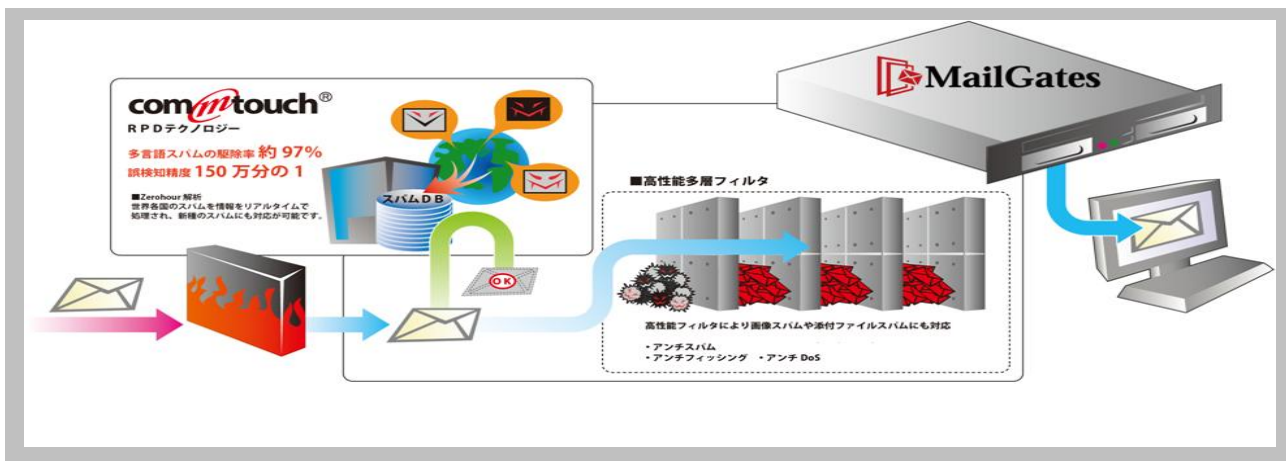 commtouch®
RPDテクノロジー
多言語スパムの駆除率 約 97%
誤検知精度 150 万分の 1
■Zerohour 解析
世界各国のスパムを情報をリアルタイムで
処理され、新種のスパムにも対応が可能です。
スパムDB
OK
MailGates
■高性能多層フィルタ
高性能フィルタにより画像スパムや添付ファイルスパムにも対応
・アンチスパム
・アンチフィッシング ・アンチ DoS